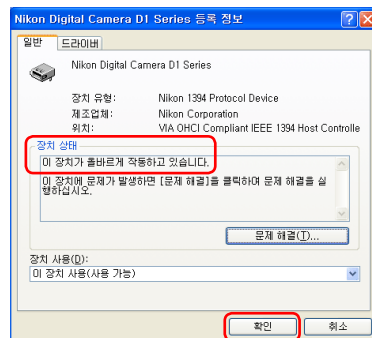 Nikon Digital Camera D1 Series 등록 정보
일반 드라이버
Nikon Digital Camera D1 Series
장치 유형: Nikon 1394 Protocol Device
제조업체: Nikon Corporation
위치: VIA OHCI Compliant IEEE 1394 Host Controlle
장치 상태
이 장치가 올바르게 작동하고 있습니다.
이 장치에 문제가 발생하면 [문제 해결]을 클릭하여 문제 해결을 실
행하십시오.
문제 해결(T)...
장치 사용(D):
이 장치 사용(사용 가능)
확인 취소